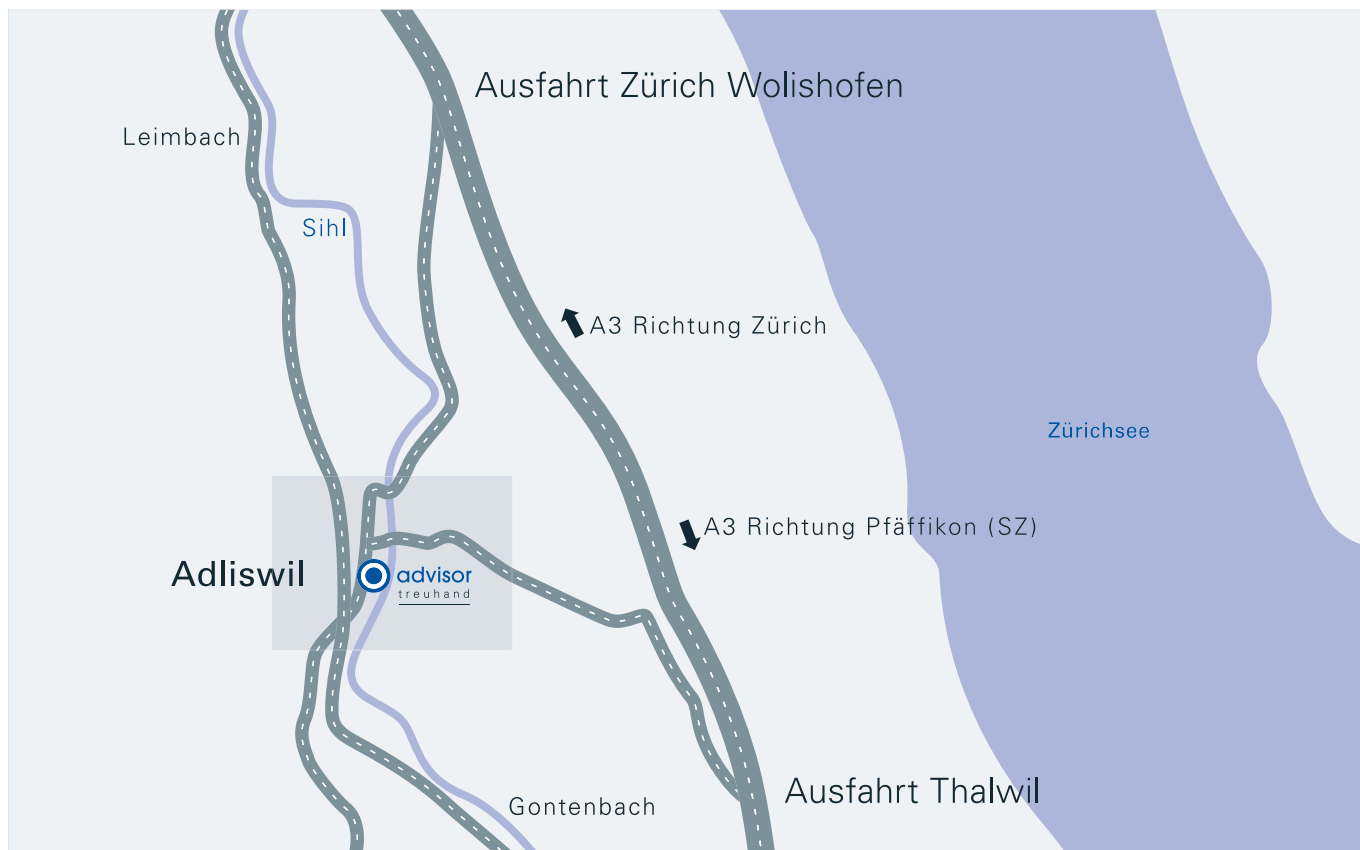 Ausfahrt Zürich Wolishofen
Leimbach
Sihl
A3 Richtung Zürich
Zürichsee
A3 Richtung Pfäffikon (SZ)
Adliswil
advisor
treuhand
Ausfahrt Thalwil
Gontenbach